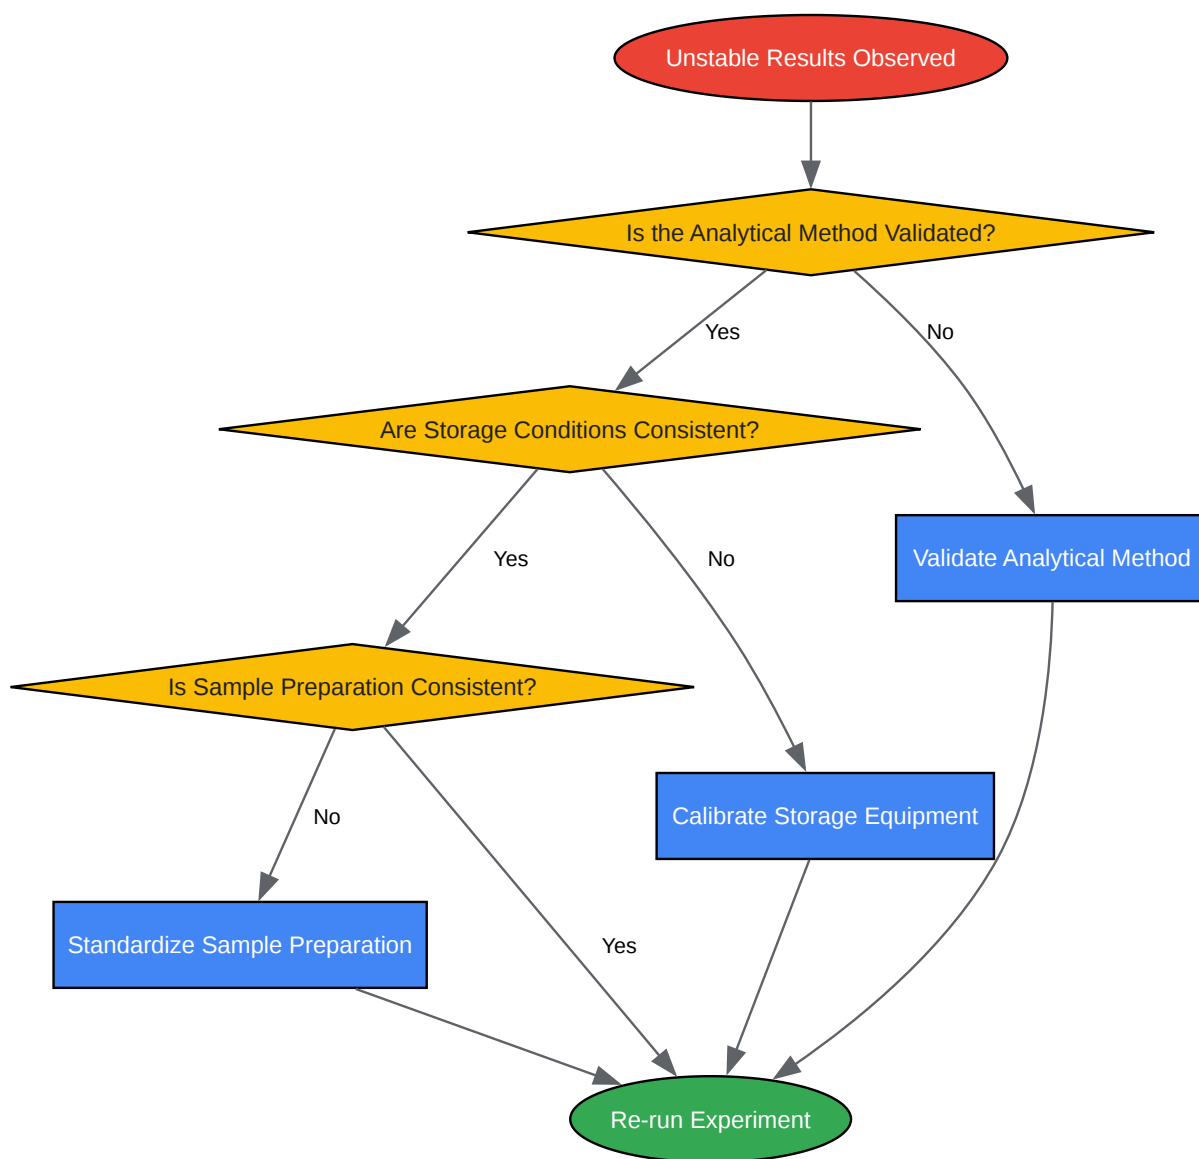 Unstable Results Observed
Is the Analytical Method Validated?
Yes
No
Are Storage Conditions Consistent?
Yes
No
Validate Analytical Method
Is Sample Preparation Consistent?
No
Calibrate Storage Equipment
Standardize Sample Preparation
Yes
Re-run Experiment